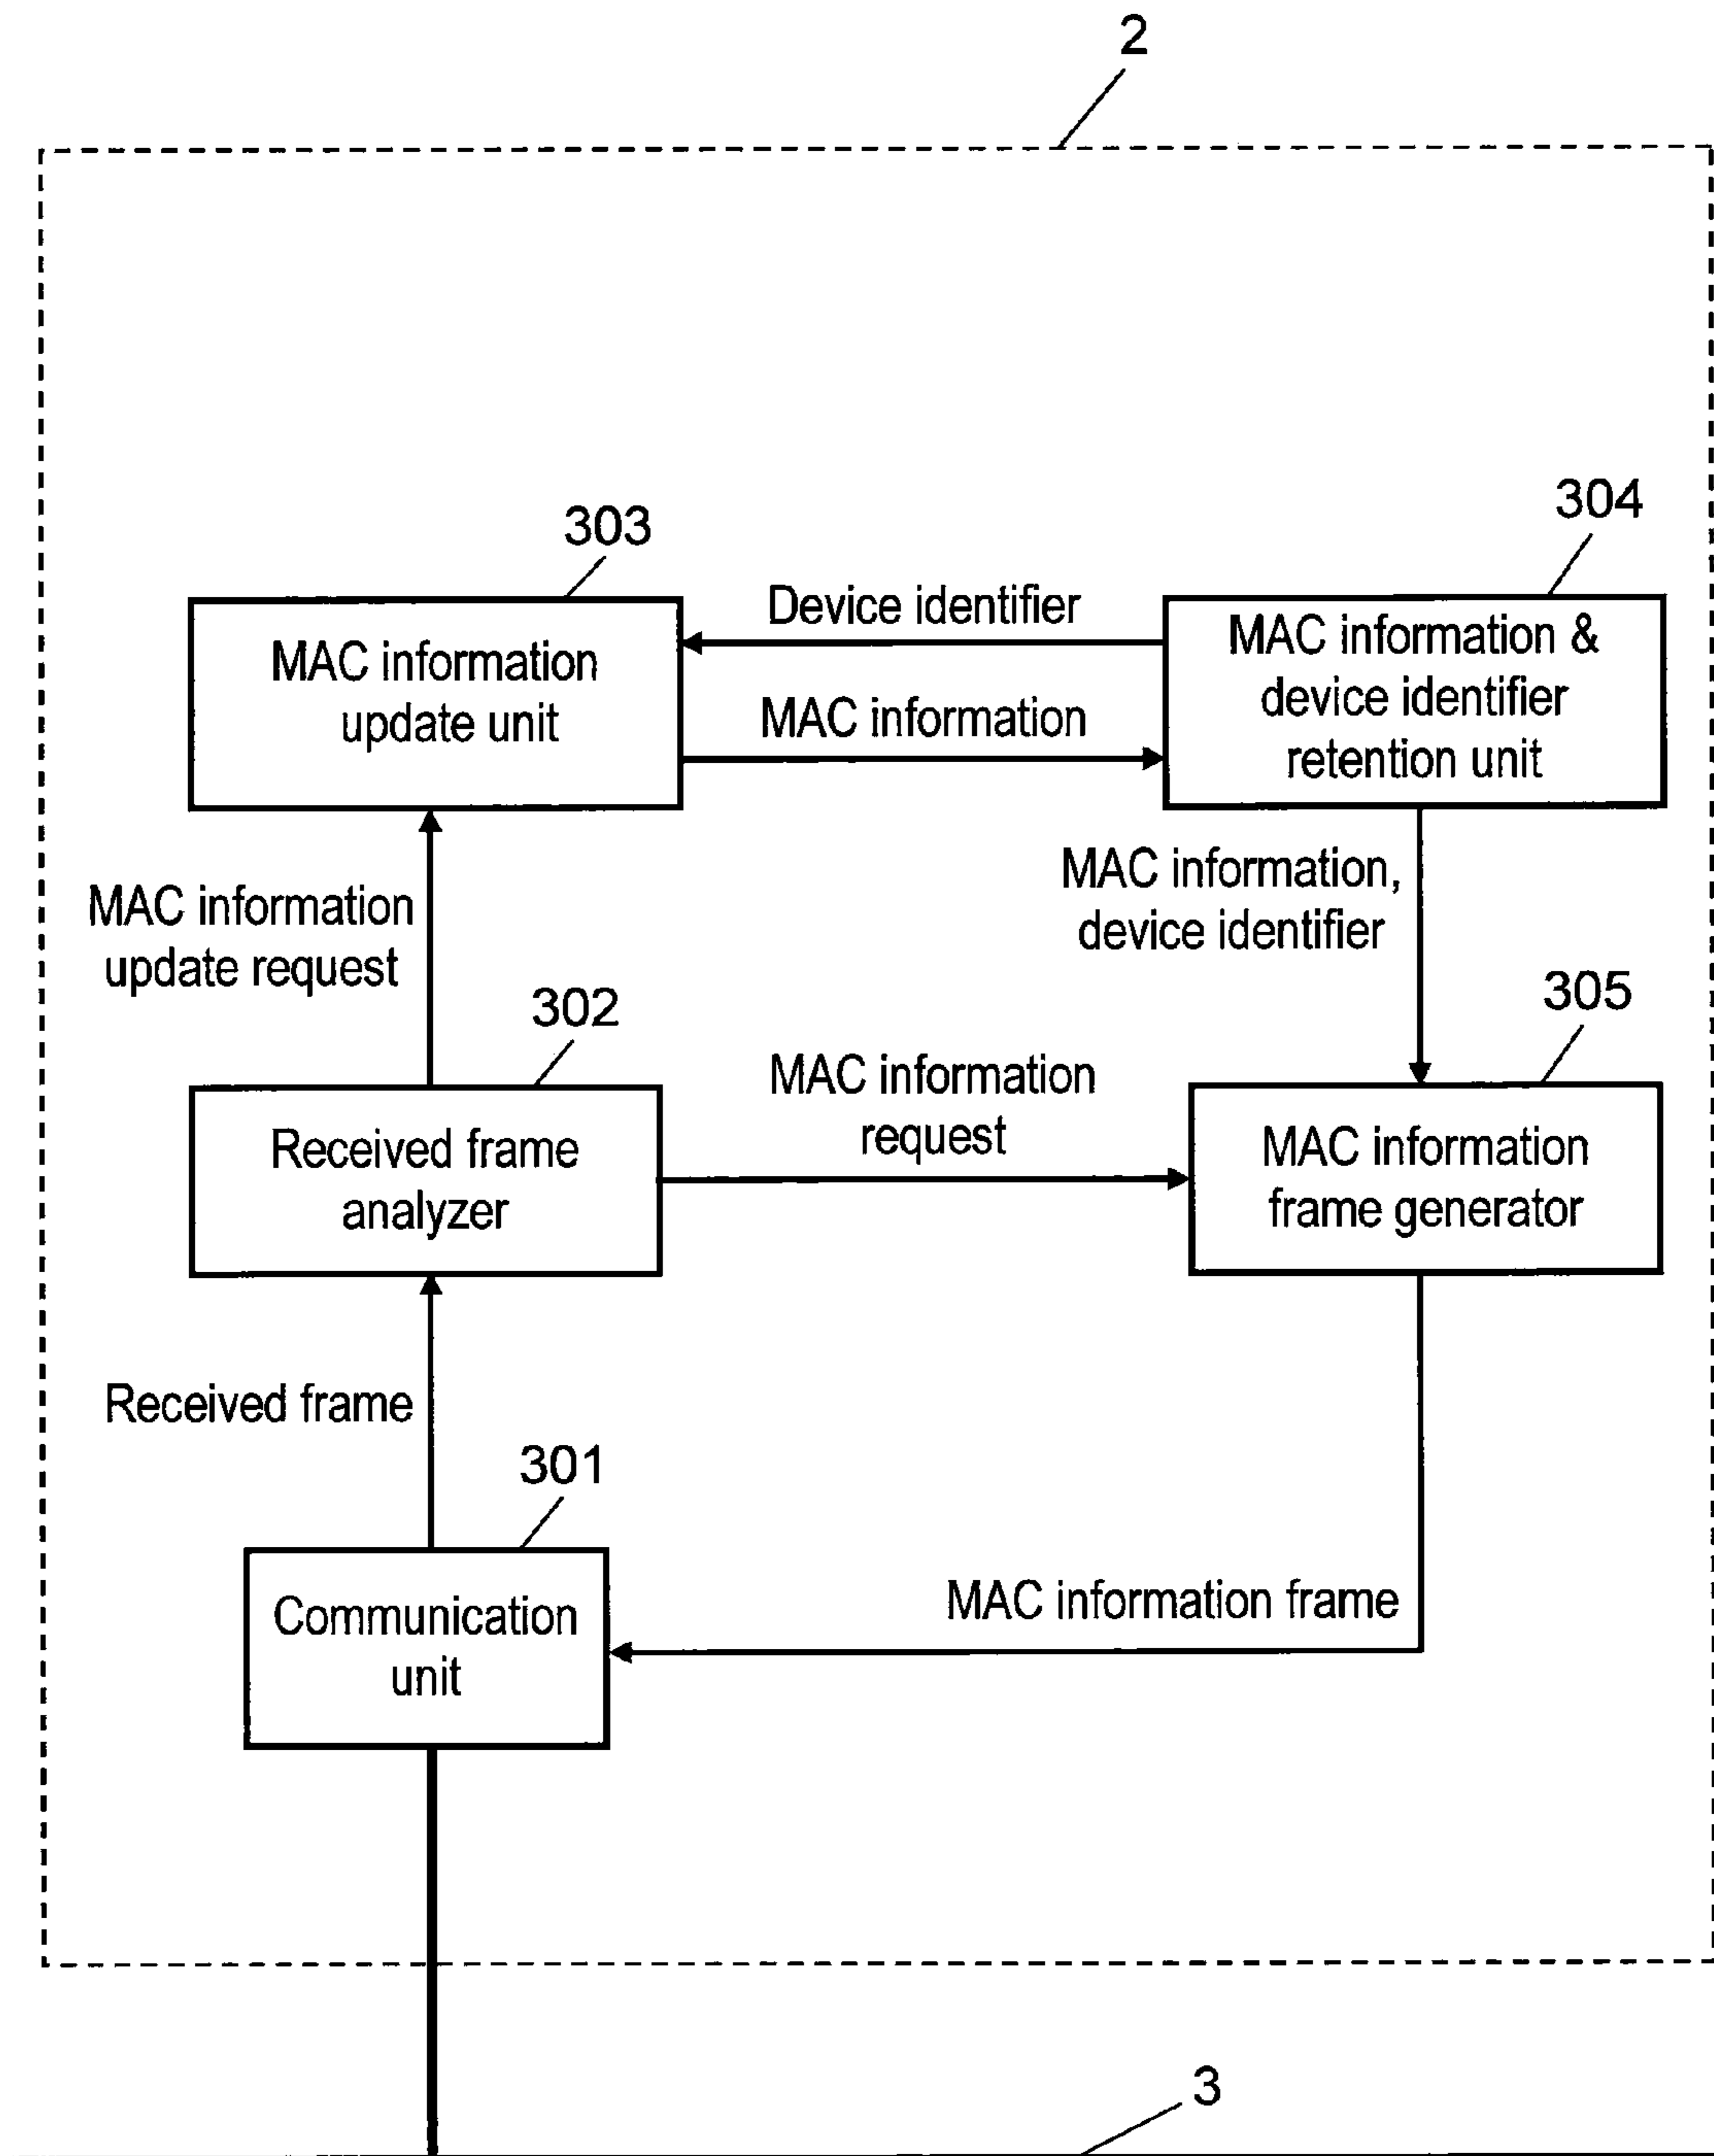 2
303
304
Device identifier
MAC information
update unit
MAC information &
device identifier
retention unit
MAC information
MAC information
update request
MAC information,
device identifier
302
305
MAC information
request
Received frame
analyzer
MAC information
frame generator
Received frame
301
Communication
unit
MAC information frame
3